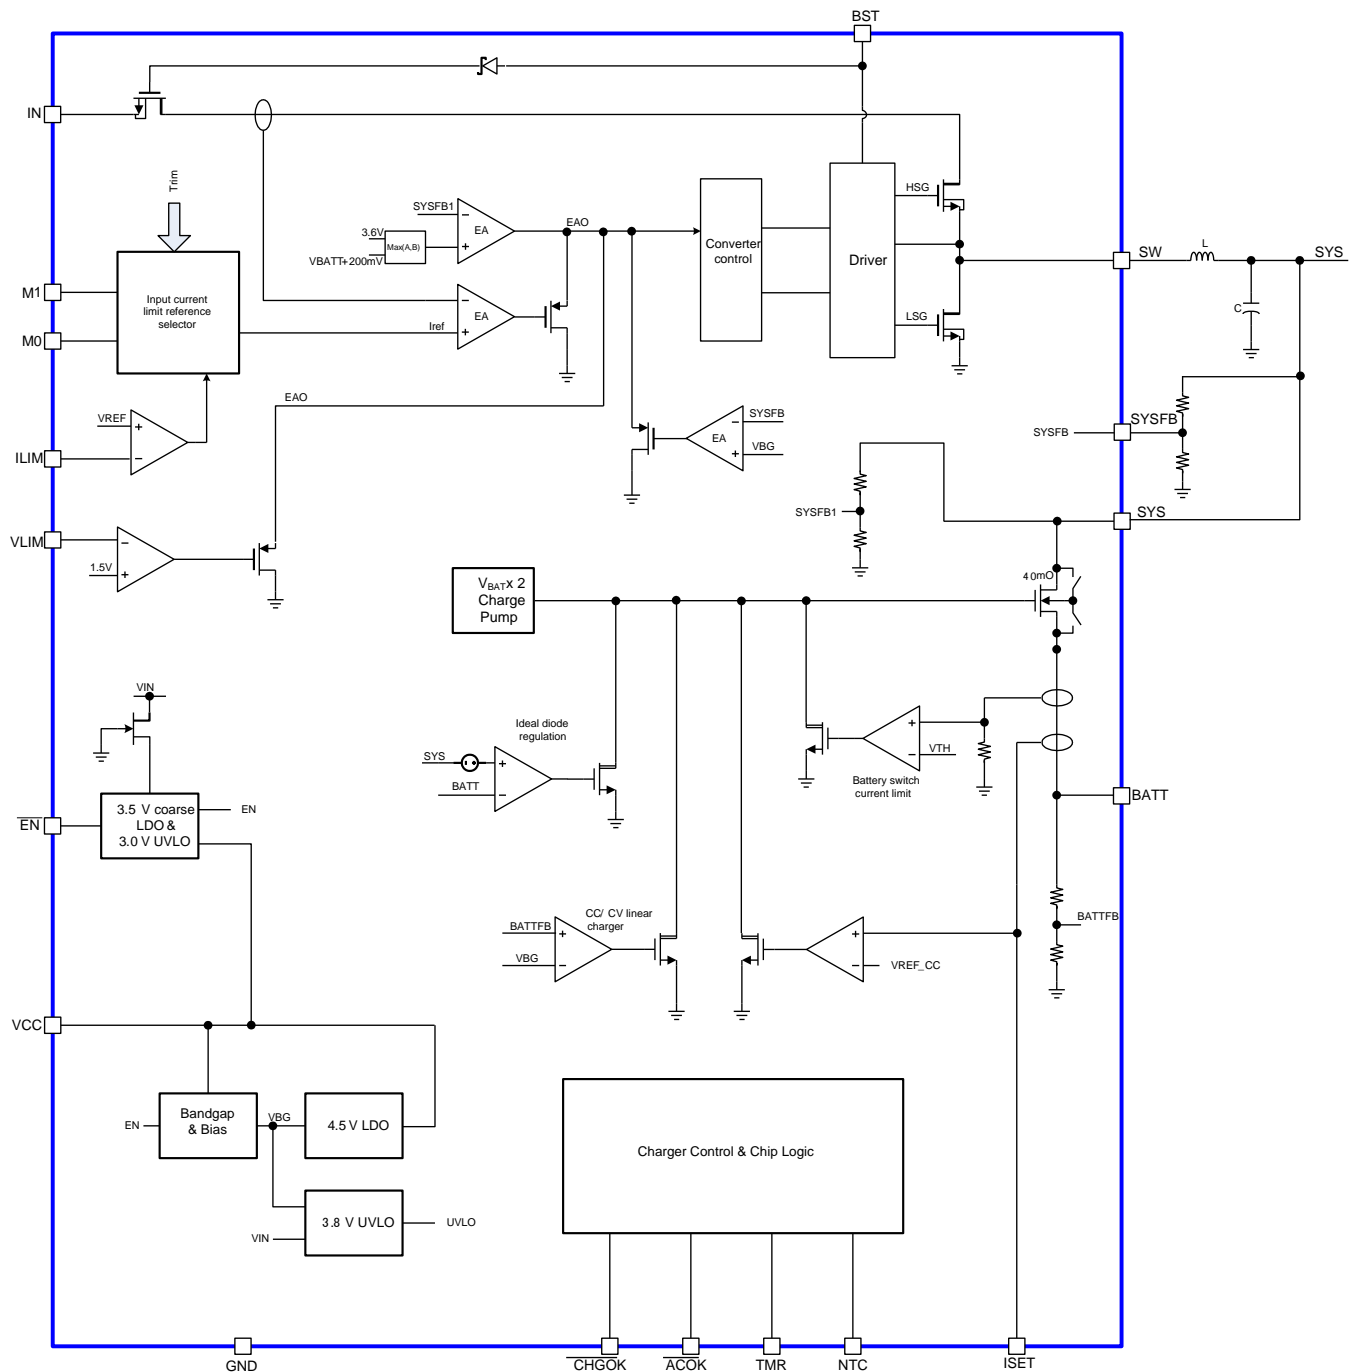 BST
IN
Trim
HSG
SYSFB1
−
EA
+
EAO
3.6V
Max(A,B)
VBATT+200mV
Converter
control
Driver
L
SW
SYS
M1
Input current
limit reference
selector
−
EA
+
Iref
C
LSG
M0
EAO
VREF
+
−
SYSFB
−
EA
+
VBG
SYSFB
SYSFB
ILIM
SYSFB1
SYS
VLIM
−
1.5V
+
40mΩ
VBAT x 2
Charge
Pump
VIN
Ideal diode
regulation
+
−
VTH
SYS
+
BATT
−
Battery switch
current limit
BATT
3.5 V coarse
LDO &
3.0 V UVLO
EN
EN
CC/ CV linear
charger
BATTFB
+
VBG
−
+
−
VREF_CC
BATTFB
VCC
EN
Bandgap
& Bias
VBG
4.5 V LDO
Charger Control & Chip Logic
3.8 V UVLO
UVLO
VIN
GND
CHGOK
ACOK
TMR
NTC
ISET